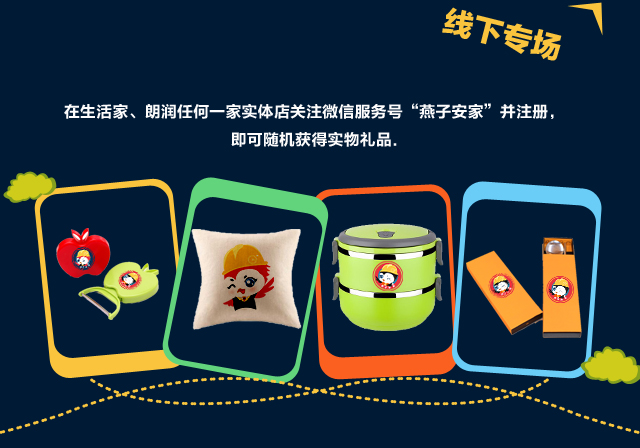 线下专场
在生活家、朗润任何一家实体店关注微信服务号“燕子安家”并注册，
即可随机获得实物礼品.